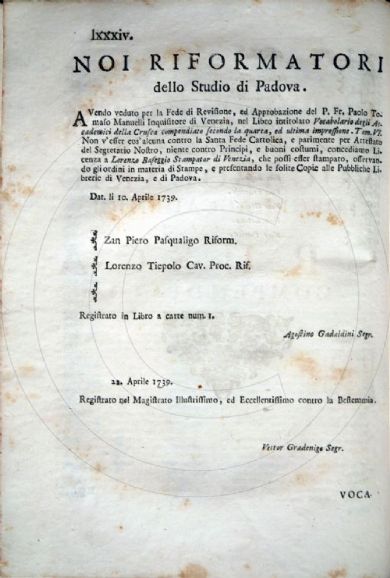 lxxxiv.
NOI RIFORMATORI
dello Studio di Padova.
AVendo veduto per la Fede di Revisione, ed Approbazione del P. Fr. Paolo To-
maso Manuelli Inquisitore di Venezia, nel Libro intitolato Vocabolario degli Ac-
cademici della Crusca compendiato secondo la quarta, ed ultima impressione. Tom. VI.
Non v'esser cos'alcuna contro la Santa Fede Cattolica, e parimente per Attestato
del Segretario Nostro, niente contro Principi, e buoni costumi, concediamo Li-
cenza a Lorenzo Baseggio Stampator di Venezia, che possi esser stampato, osservan-
do gli ordini in materia di Stampe, e presentando le solite Copie alle Pubbliche Li-
brerie di Venezia, e di Padova.
Dat. li 10. Aprile 1739.
Zan Piero Pasqualigo Riform.
Lorenzo Tiepolo Cav. Proc. Rif.
Registrato in Libro a carte num. 1.
Agostino Gadaldini Segr.
22. Aprile 1739.
Registrato nel Magistrato Illustrissimo, ed Eccellentissimo contro la Bestemmia.
Vettor Gradenigo Segr.
VOCA